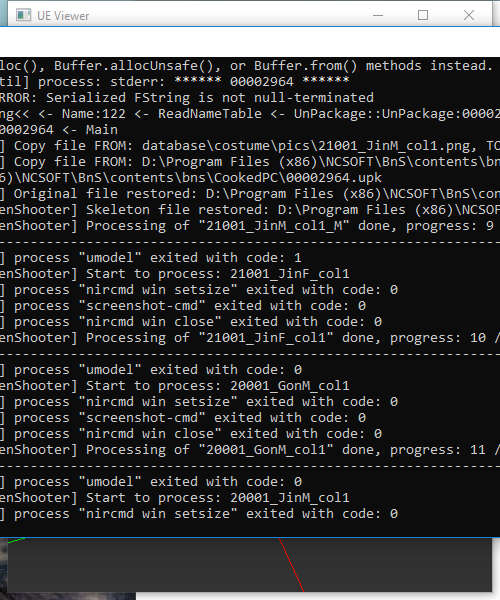 UE Viewer
loc(), Buffer.allocUnsafe(), or Buffer.from() methods instead.
til] process: stderr: ****** 00002964 ******
RROR: Serialized FString is not null-terminated
ng<< <- Name:122 <- ReadNameTable <- UnPackage::UnPackage:00002
0002964 <- Main
] Copy file FROM: database\costume\pics\21001_JinM_col1.png, TO
] Copy file FROM: D:\Program Files (x86)\NCSOFT\BnS\contents\bn
6)\NCSOFT\BnS\contents\bns\CookedPC\00002964.upk
] Original file restored: D:\Program Files (x86)\NCSOFT\BnS\con
enShooter] Skeleton file restored: D:\Program Files (x86)\NCSOF
enShooter] Processing of "21001_JinM_col1_M" done, progress: 9
---------------------------------------------------------------
] process "umodel" exited with code: 1
enShooter] Start to process: 21001_JinF_col1
] process "nircmd win setsize" exited with code: 0
] process "screenshot-cmd" exited with code: 0
] process "nircmd win close" exited with code: 0
enShooter] Processing of "21001_JinF_col1" done, progress: 10 /
---------------------------------------------------------------
] process "umodel" exited with code: 0
enShooter] Start to process: 20001_GonM_col1
] process "nircmd win setsize" exited with code: 0
] process "screenshot-cmd" exited with code: 0
] process "nircmd win close" exited with code: 0
enShooter] Processing of "20001_GonM_col1" done, progress: 11 /
---------------------------------------------------------------
] process "umodel" exited with code: 0
enShooter] Start to process: 20001_JinM_col1
] process "nircmd win setsize" exited with code: 0